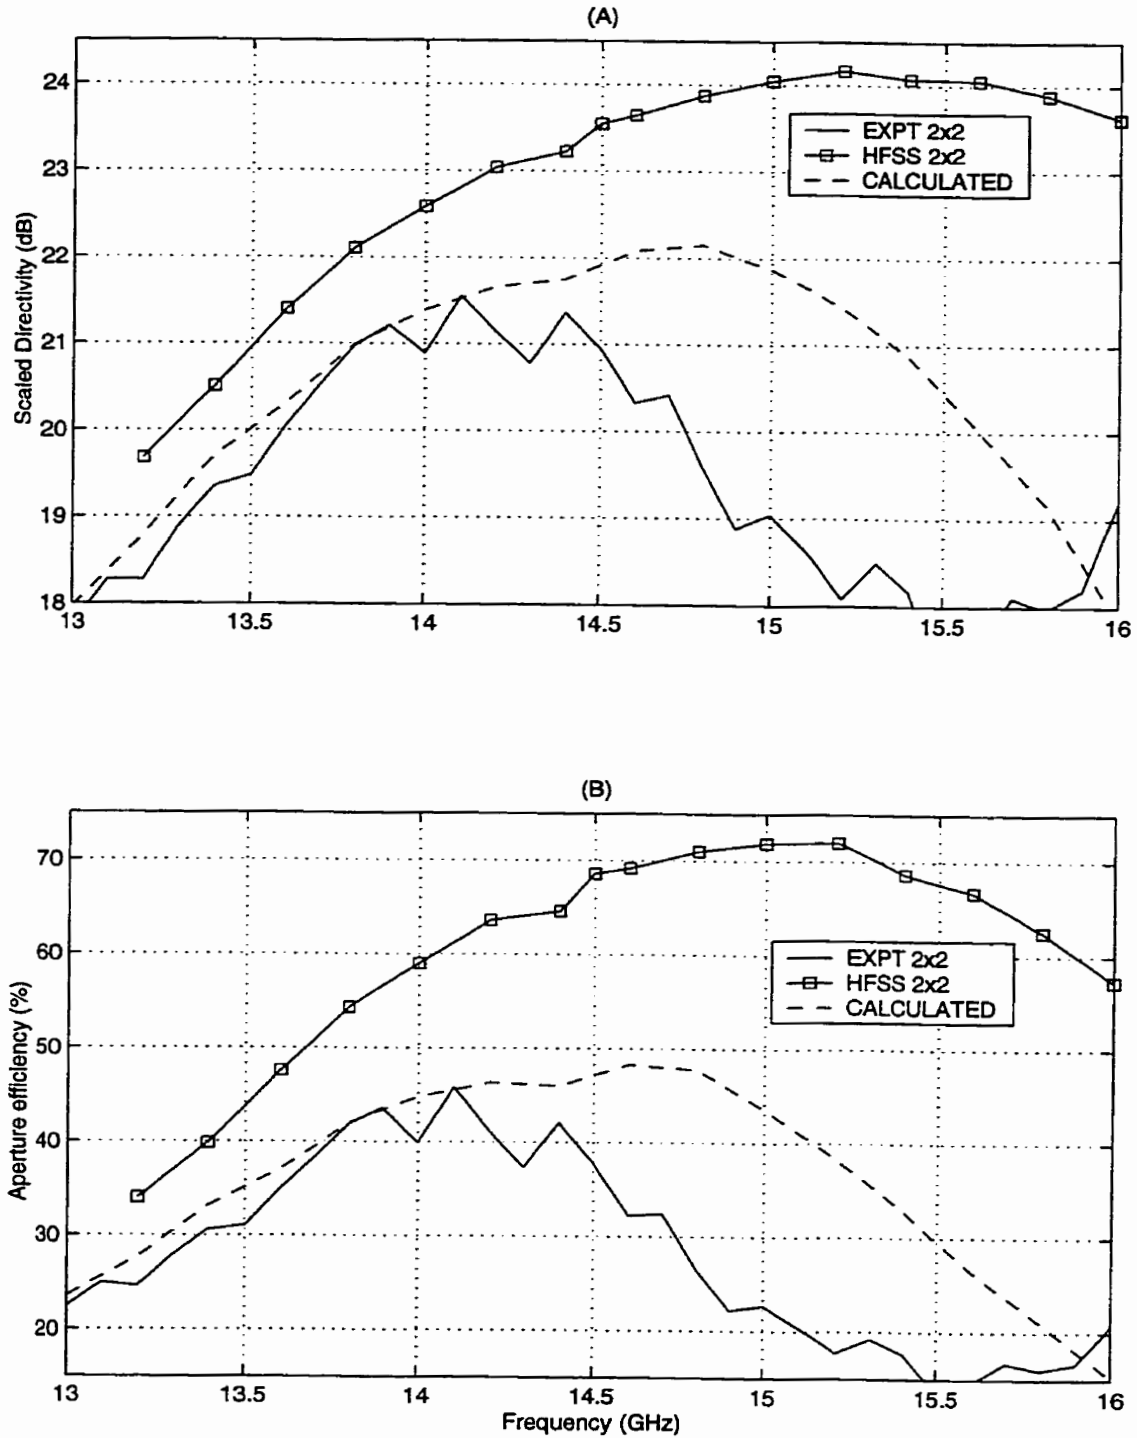 (A)
Scaled Directivity (dB)
24
23
22
21
20
19
18
13
13.5
14
14.5
15
15.5
16
EXPT 2x2
HFSS 2x2
CALCULATED
(B)
Aperture efficiency (%)
70
60
50
40
30
20
13
13.5
14
14.5
15
15.5
16
EXPT 2x2
HFSS 2x2
CALCULATED
Frequency (GHz)